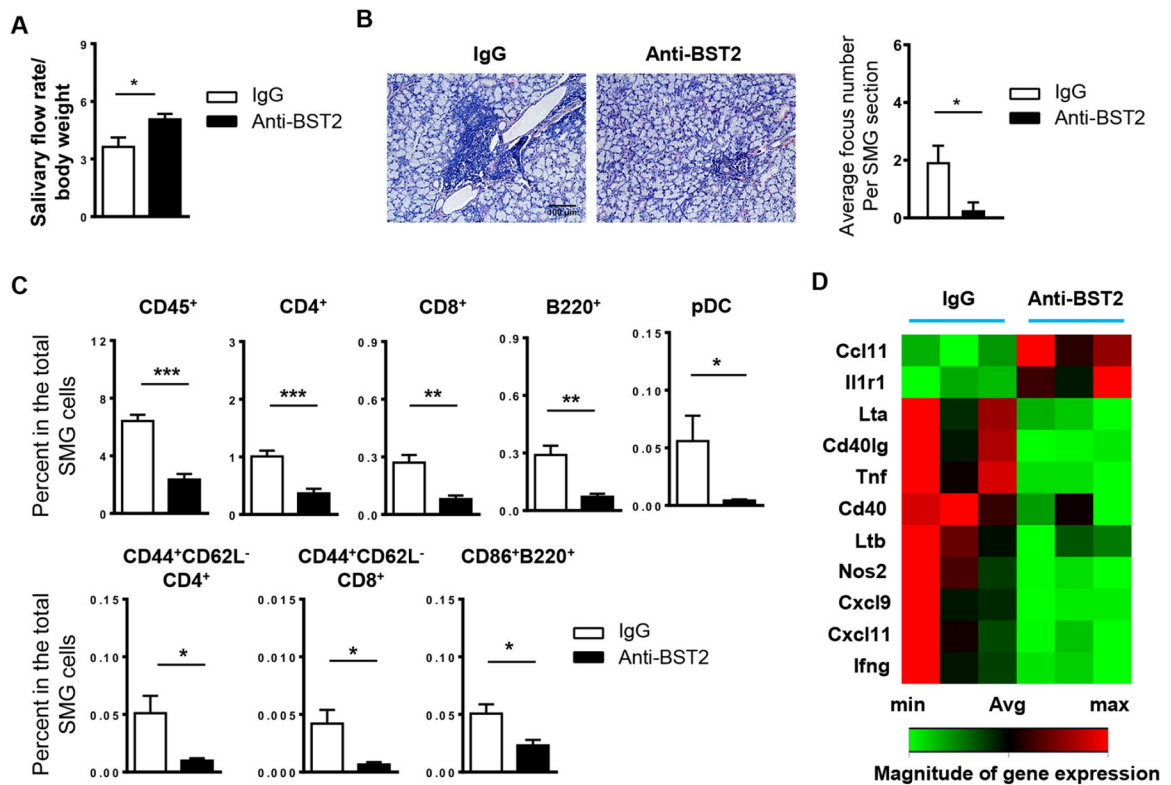 A
Salivary flow rate/
body weight
9
6
3
0
*
IgG
Anti-BST2
B
IgG
Anti-BST2
100 μm
Average focus number
Per SMG section
6
4
2
0
*
IgG
Anti-BST2
C
Percent in the total
SMG cells
CD45+
12
8
4
0
***
CD4+
3
2
1
0
***
CD8+
0.9
0.6
0.3
0.0
**
B220+
0.9
0.6
0.3
0.0
**
pDC
0.15
0.10
0.05
0.00
*
Percent in the total
SMG cells
CD44+CD62L-
CD4+
0.15
0.10
0.05
0.00
*
CD44+CD62L-
CD8+
0.015
0.010
0.005
0.000
*
CD86+B220+
0.15
0.10
0.05
0.00
*
IgG
Anti-BST2
D
IgG
Anti-BST2
Ccl11
Il1r1
Lta
Cd40lg
Tnf
Cd40
Ltb
Nos2
Cxcl9
Cxcl11
Ifng
min Avg max
Magnitude of gene expression